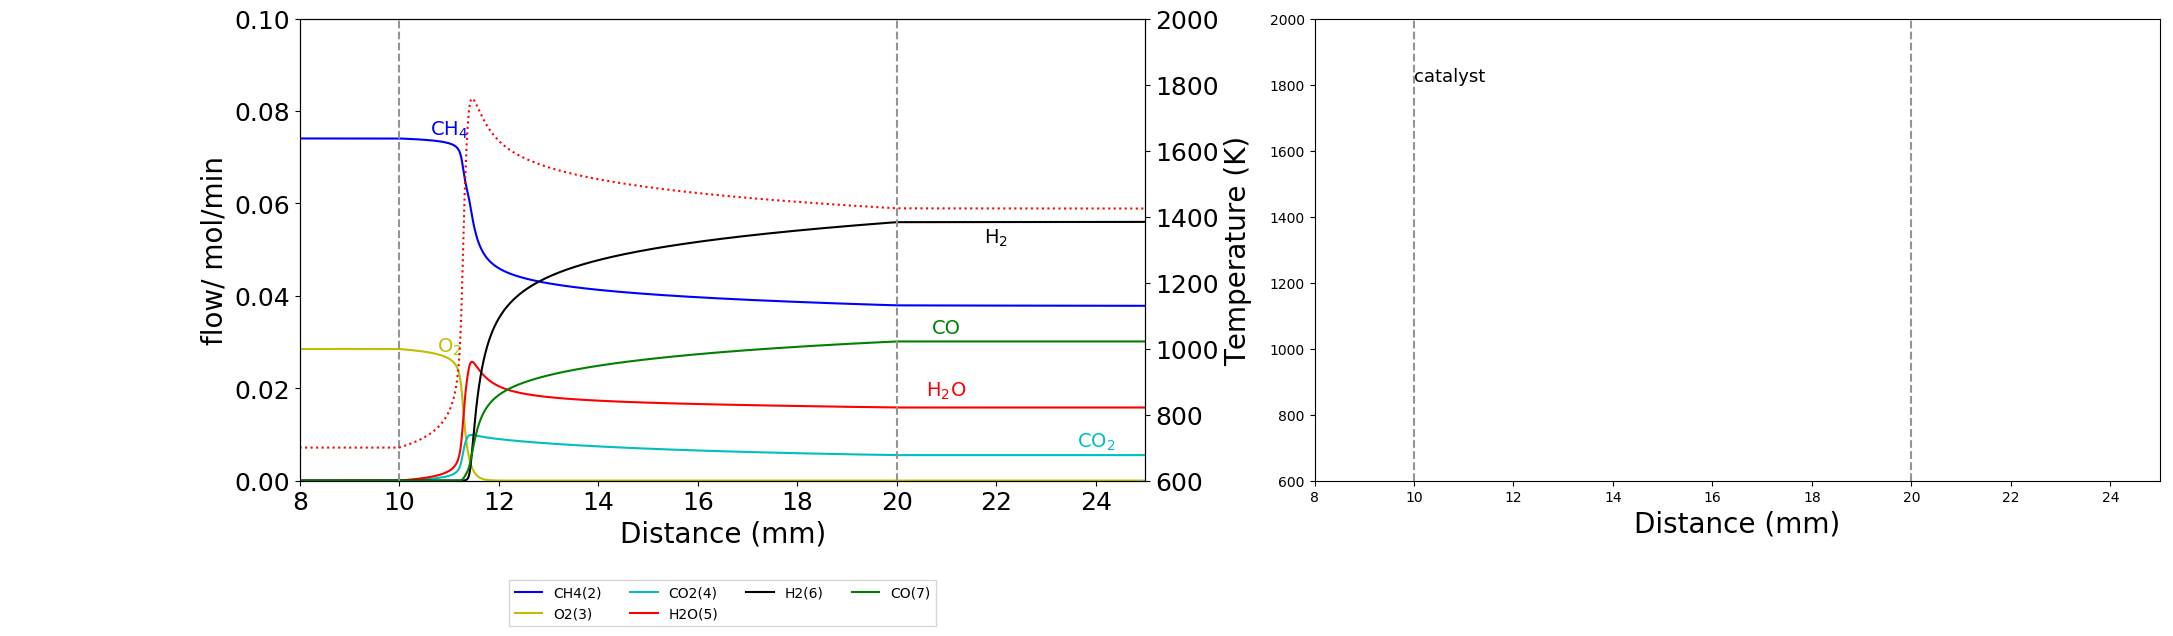 0.10
0.08
0.06
0.04
0.02
0.00
flow/ mol/min
CH₄
O₂
H₂
CO
H₂O
CO₂
2000
1800
1600
1400
1200
1000
800
600
Temperature (K)
8 10 12 14 16 18 20 22 24
Distance (mm)
CH4(2) CO2(4) H2(6) CO(7)
O2(3) H2O(5)
2000
1800
1600
1400
1200
1000
800
600
catalyst
8 10 12 14 16 18 20 22 24
Distance (mm)